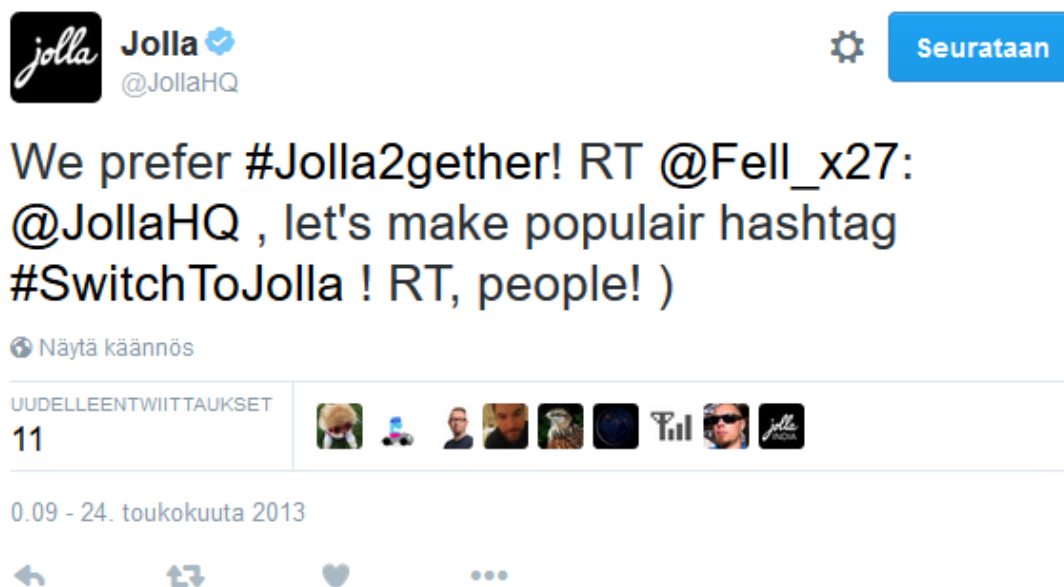 jolla
Jolla
@JollaHQ
Seurataan
We prefer #Jolla2gether! RT @Fell_x27:
@JollaHQ , let's make populair hashtag
#SwitchToJolla ! RT, people! )
Näytä käännös
UUDELLEENTWIITTAUKSET
11
jolla
INDIA
0.09 - 24. toukokuuta 2013